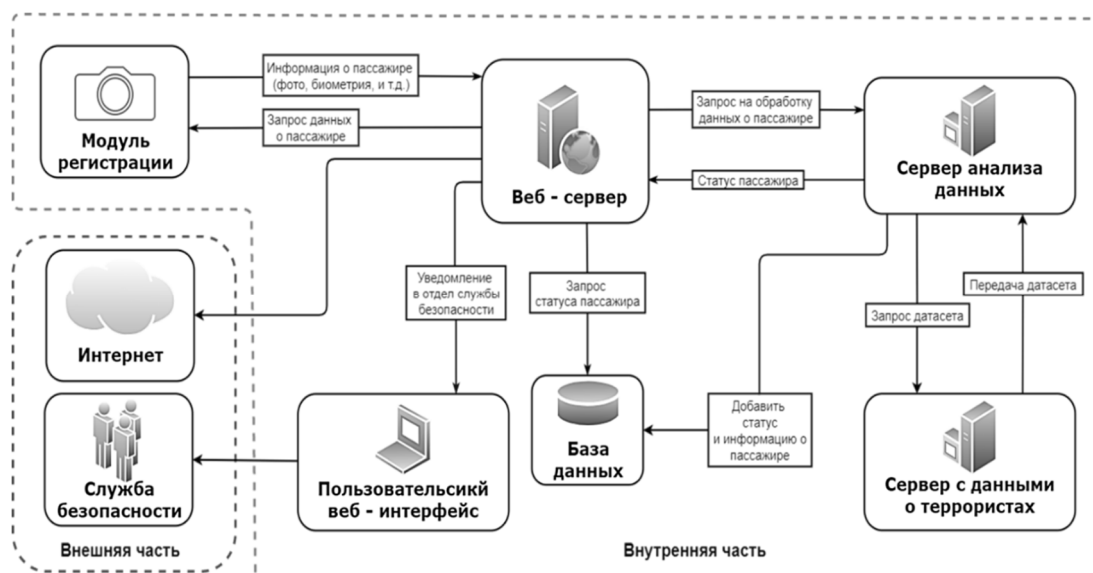 Модуль
регистрации
Информация о пассажире
(фото, биометрия, и т.д.)
Запрос данных
о пассажире
Веб - сервер
Запрос на обработку
данных о пассажире
Статус пассажира
Сервер анализа
данных
Интернет
Уведомление
в отдел службы
безопасности
Запрос
статуса пассажира
Передача датасета
Запрос датасета
Служба
безопасности
Пользовательсикй
веб - интерфейс
База
данных
Добавить
статус
и информацию о
пассажире
Сервер с данными
о террористах
Внешняя часть
Внутренняя часть